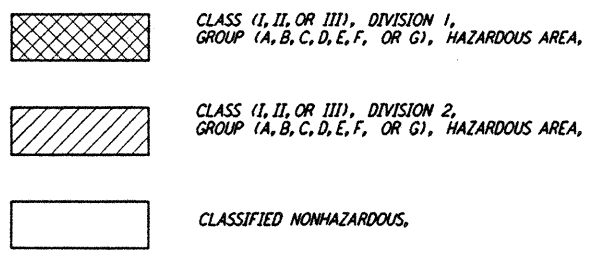 CLASS (I, II, OR III), DIVISION 1,
GROUP (A, B, C, D, E, F, OR G), HAZARDOUS AREA,
CLASS (I, II, OR III), DIVISION 2,
GROUP (A, B, C, D, E, F, OR G), HAZARDOUS AREA,
CLASSIFIED NONHAZARDOUS,